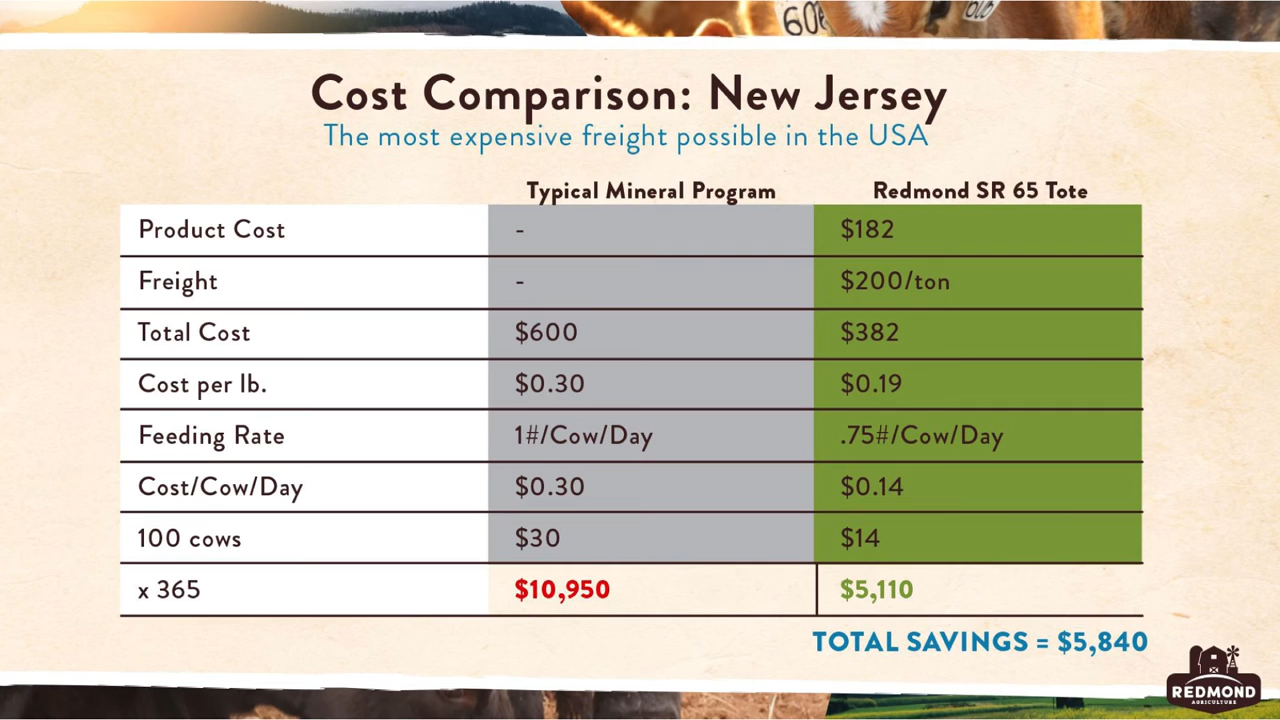 Cost Comparison: New Jersey
The most expensive freight possible in the USA
Typical Mineral Program Redmond SR 65 Tote
Product Cost - $182
Freight - $200/ton
Total Cost $600 $382
Cost per lb. $0.30 $0.19
Feeding Rate 1#/Cow/Day .75#/Cow/Day
Cost/Cow/Day $0.30 $0.14
100 cows $30 $14
x 365 $10,950 $5,110
TOTAL SAVINGS = $5,840
REDMOND
AGRICULTURE